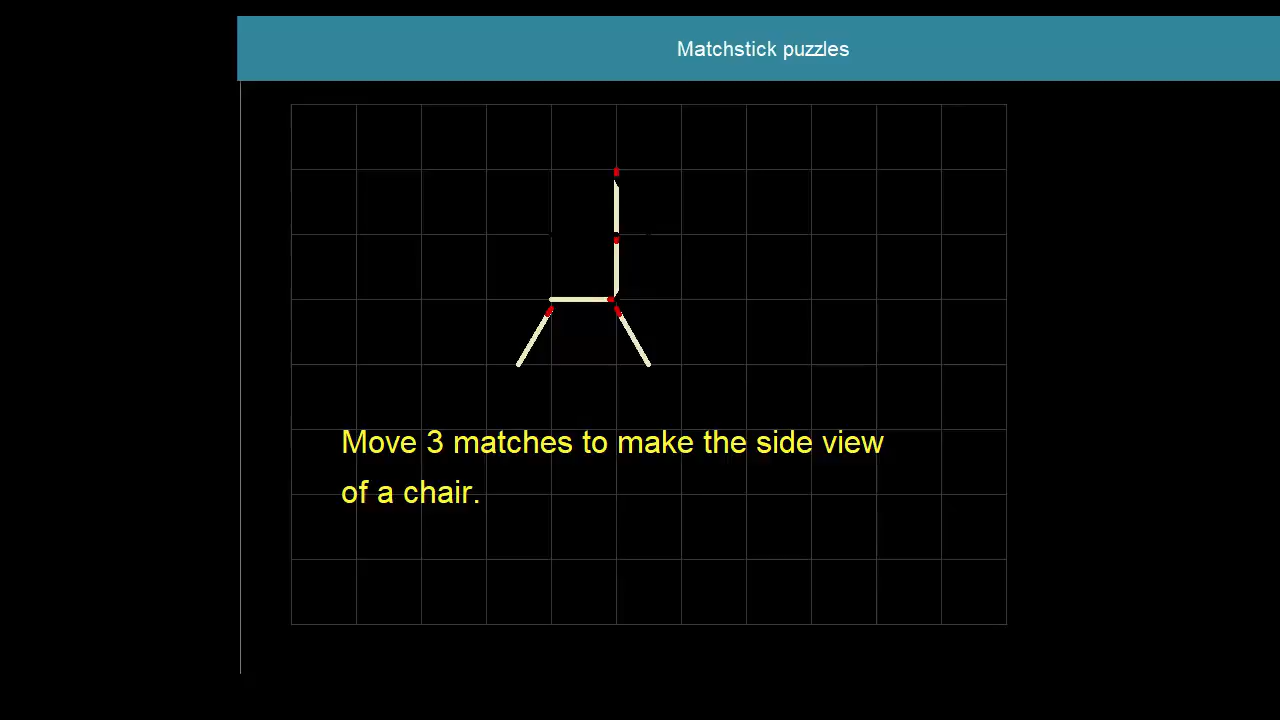 Matchstick puzzles
Move 3 matches to make the side view
of a chair.